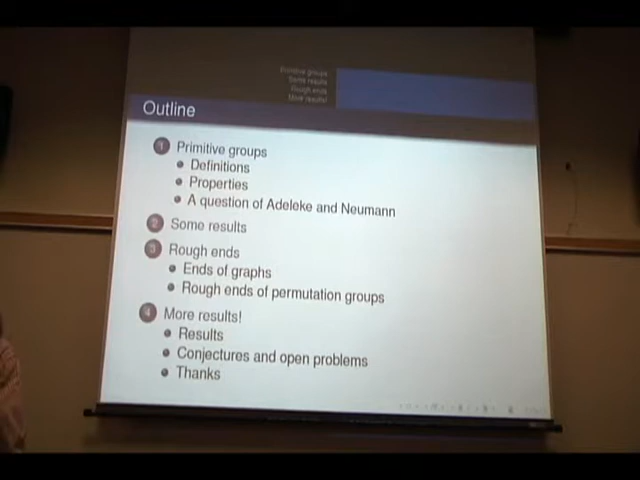 Primitive groups
Some results
Rough ends
More results!
Outline
1 Primitive groups
Definitions
Properties
A question of Adeleke and Neumann
2 Some results
3 Rough ends
Ends of graphs
Rough ends of permutation groups
4 More results!
Results
Conjectures and open problems
Thanks